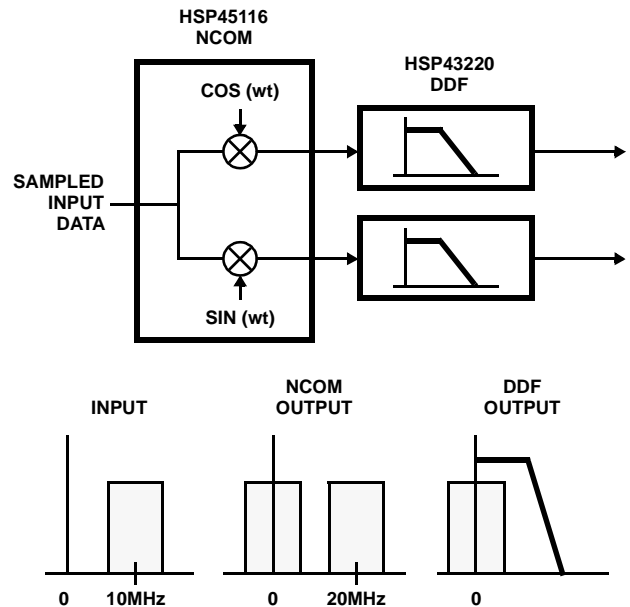 HSP45116
NCOM
HSP43220
DDF
COS (wt)
SAMPLED
INPUT
DATA
SIN (wt)
INPUT
NCOM
OUTPUT
DDF
OUTPUT
0 10MHz
0 20MHz
0